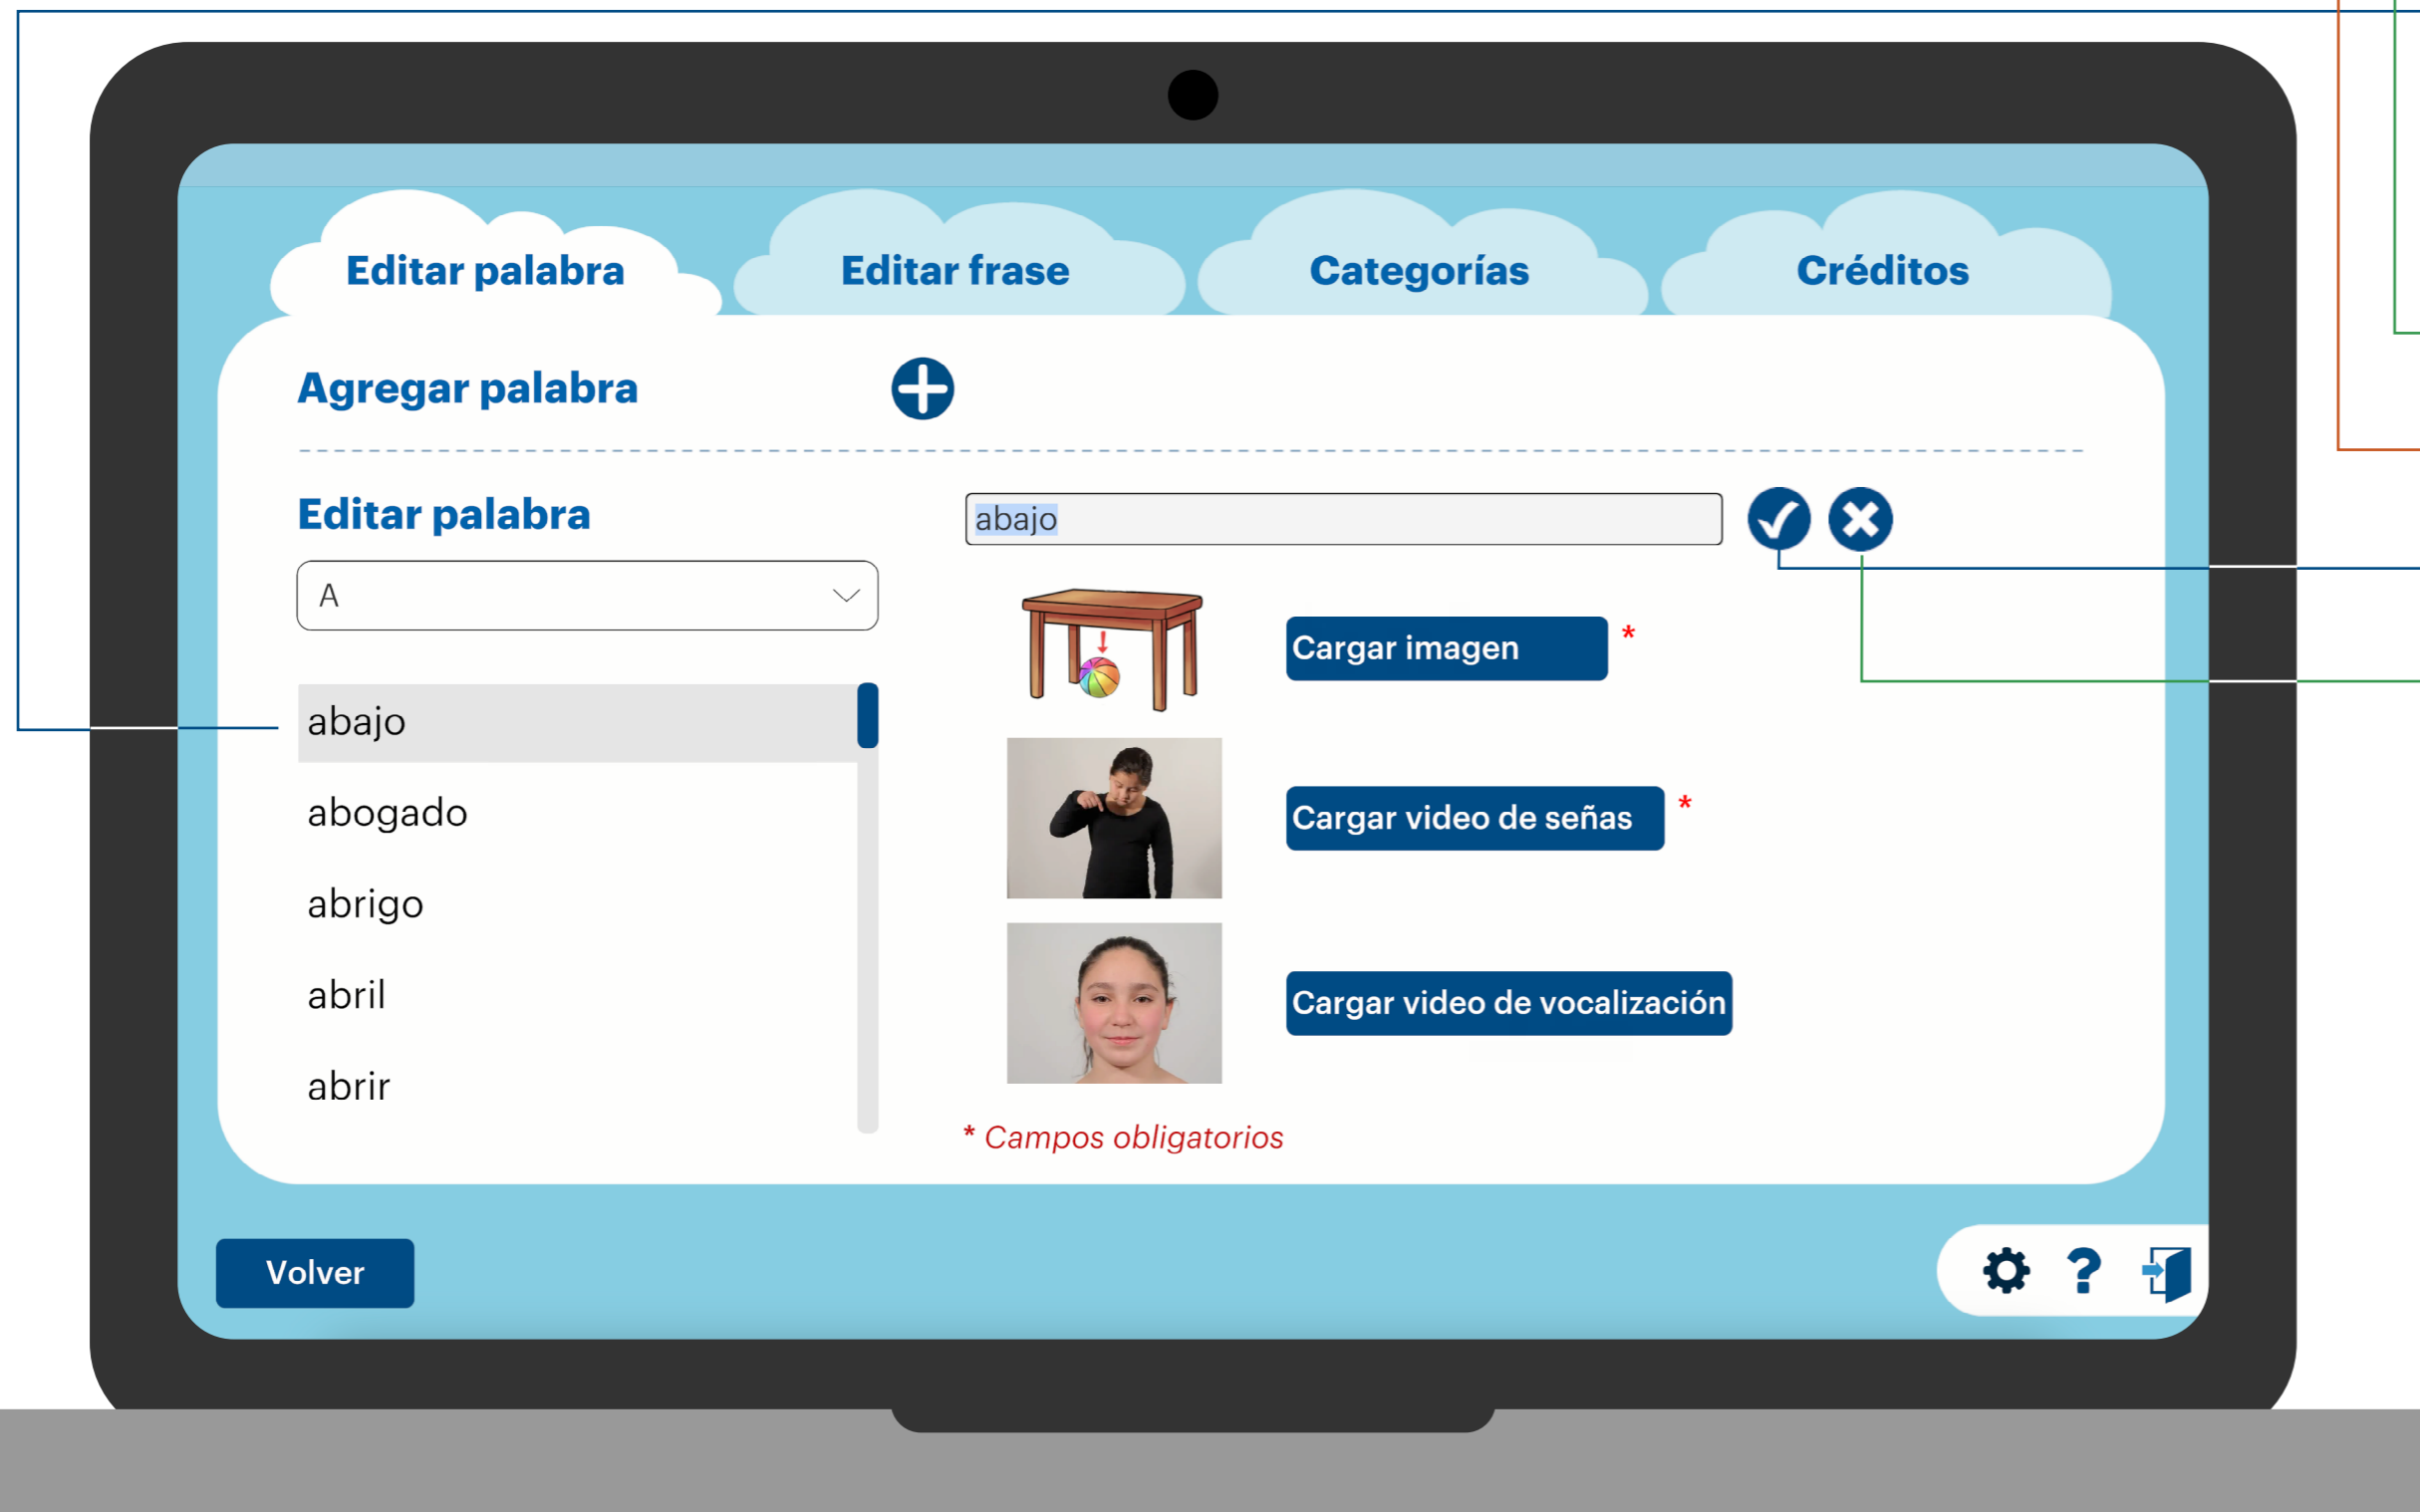 Editar palabra
Editar frase
Categorías
Créditos
Agregar palabra
Editar palabra
abajo
A
Cargar imagen *
abajo
abogado
Cargar video de señas *
abrigo
abril
Cargar video de vocalización
abrir
* Campos obligatorios
Volver
?